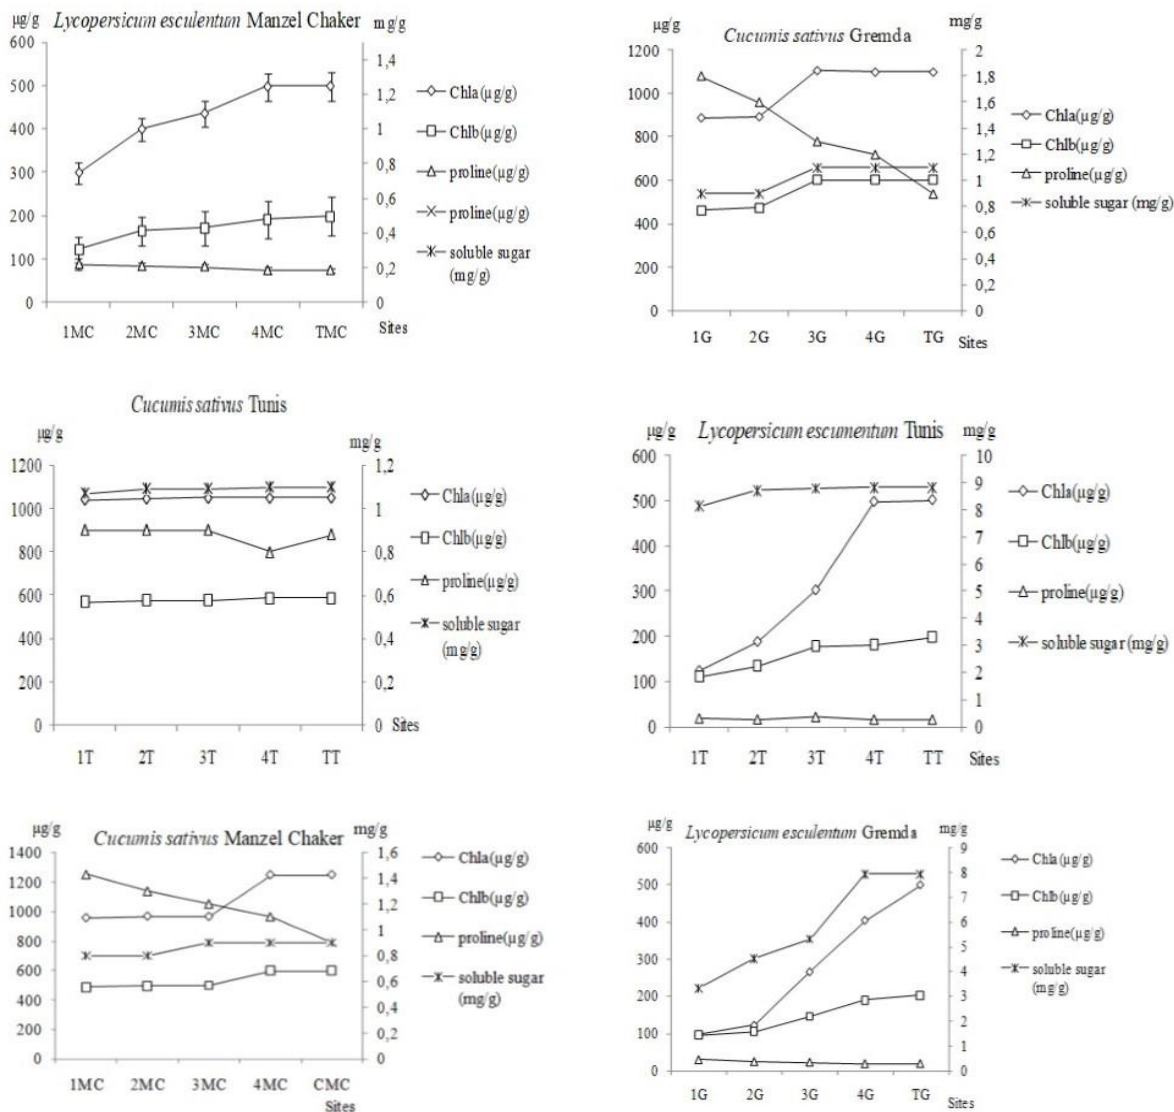 Lycopersicum esculentum Manzel Chaker
µg/g
mg/g
600
500
400
300
200
100
0
1,4
1,2
1
0,8
0,6
0,4
0,2
0
1MC 2MC 3MC 4MC TMC
Sites
Chla(µg/g)
Chlb(µg/g)
proline(µg/g)
proline(µg/g)
soluble sugar
(mg/g)
Cucumis sativus Gremda
µg/g
mg/g
1200
1000
800
600
400
200
0
2
1,8
1,6
1,4
1,2
1
0,8
0,6
0,4
0,2
0
1G 2G 3G 4G TG
Sites
Chla(µg/g)
Chlb(µg/g)
proline(µg/g)
soluble sugar (mg/g)
Cucumis sativus Tunis
µg/g
mg/g
1200
1000
800
600
400
200
0
1,2
1
0,8
0,6
0,4
0,2
0
Sites
1T 2T 3T 4T TT
Chla(µg/g)
Chlb(µg/g)
proline(µg/g)
soluble sugar
(mg/g)
Lycopersicum escumentum Tunis
µg/g
mg/g
600
500
400
300
200
100
0
10
9
8
7
6
5
4
3
2
1
0
1T 2T 3T 4T TT
Sites
Chla(µg/g)
Chlb(µg/g)
proline(µg/g)
soluble sugar (mg/g)
Cucumis sativus Manzel Chaker
µg/g
mg/g
1400
1200
1000
800
600
400
200
0
1,6
1,4
1,2
1
0,8
0,6
0,4
0,2
0
1MC 2MC 3MC 4MC CMC
Sites
Chla(µg/g)
Chlb(µg/g)
proline(µg/g)
soluble sugar
(mg/g)
Lycopersicum esculentum Gremda
µg/g
mg/g
600
500
400
300
200
100
0
9
8
7
6
5
4
3
2
1
0
1G 2G 3G 4G TG
Sites
Chla(µg/g)
Chlb(µg/g)
proline(µg/g)
soluble sugar
(mg/g)